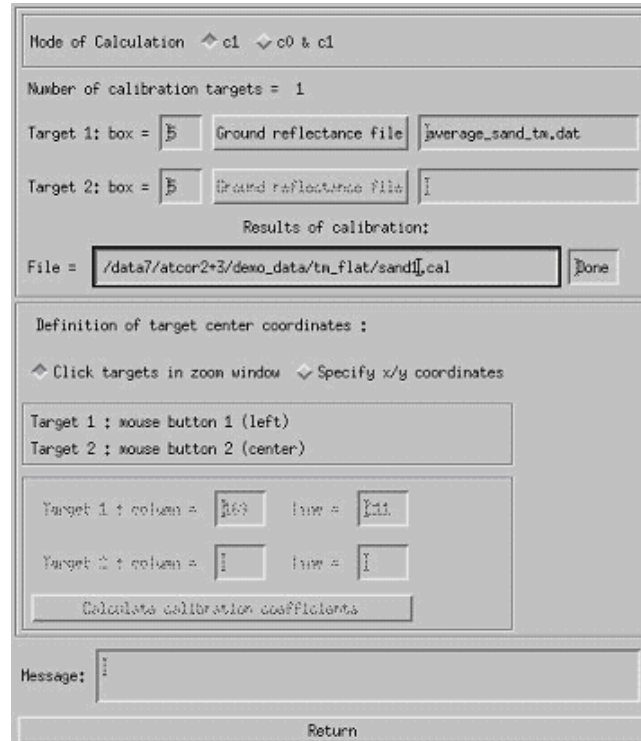 Mode of Calculation c1 c0 & c1
Number of calibration targets = 1
Target 1: box = 5 Ground reflectance file average_sand_tm.dat
Target 2: box = 5 Ground reflectance file
Results of calibration:
File = /data7/atcor2+3/demo_data/tm_flat/sand1.cal Done
Definition of target center coordinates :
Click targets in zoom window Specify x/y coordinates
Target 1 : mouse button 1 (left)
Target 2 : mouse button 2 (center)
Target 1 : column = line =
Target 2 : column = line =
Calculate calibration coefficients
Message:
Return